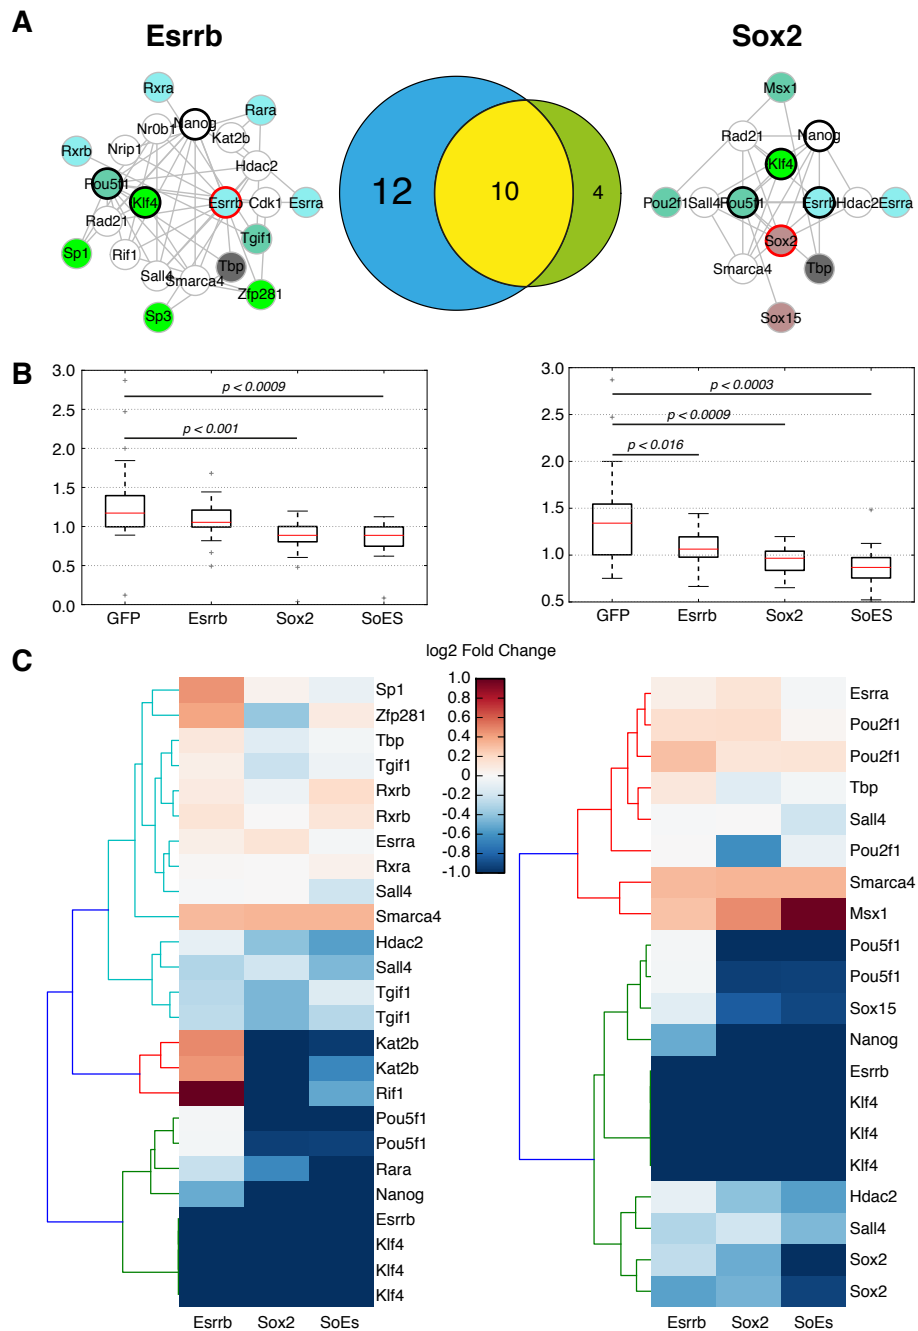 A
Esrrb
Sox2
Rxra
Rara
Nr0b1
Nanog
Kat2b
Rxrb
Nrip1
Hdac2
Pou5f1
Klf4
Esrrb
Cdk1
Esrra
Rad21
Tgif1
Sp1
Rif1
Tbp
Sall4
Smarca4
Zfp281
Sp3
12
10
4
Msx1
Rad21
Nanog
Klf4
Pou2f1
Sall4
Pou5f1
Esrrb
Hdac2
Esrra
Sox2
Smarca4
Tbp
Sox15
B
3.0
2.5
2.0
1.5
1.0
0.5
0.0
p < 0.0009
p < 0.001
GFP Esrrb Sox2 SoES
3.0
2.5
2.0
1.5
1.0
0.5
p < 0.0003
p < 0.0009
p < 0.016
GFP Esrrb Sox2 SoES
C
log2 Fold Change
1.0
0.8
0.6
0.4
0.2
0
-0.2
-0.4
-0.6
-0.8
-1.0
Sp1
Zfp281
Tbp
Tgif1
Rxrb
Rxrb
Esrra
Rxra
Sall4
Smarca4
Hdac2
Sall4
Tgif1
Tgif1
Kat2b
Kat2b
Rif1
Pou5f1
Pou5f1
Rara
Nanog
Esrrb
Klf4
Klf4
Klf4
Esrrb Sox2 SoEs
Esrra
Pou2f1
Pou2f1
Tbp
Sall4
Pou2f1
Smarca4
Msx1
Pou5f1
Pou5f1
Sox15
Nanog
Esrrb
Klf4
Klf4
Klf4
Hdac2
Sall4
Sox2
Sox2
Esrrb Sox2 SoEs